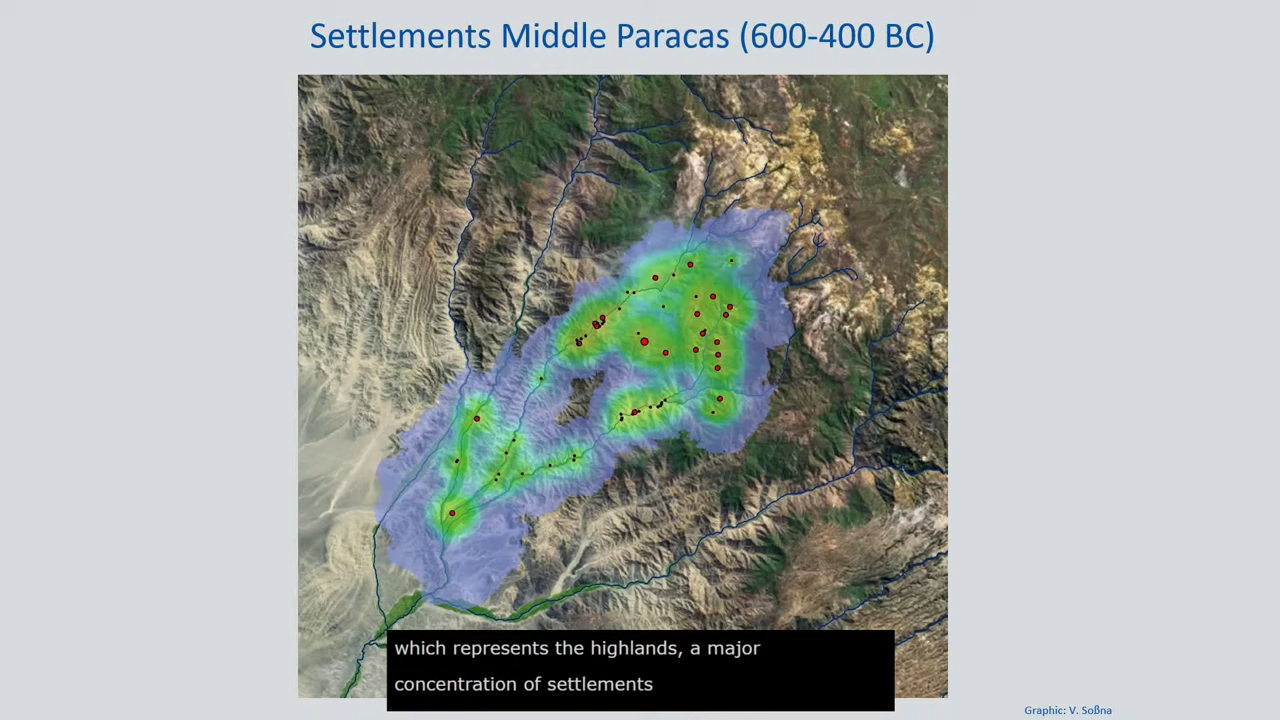 Settlements Middle Paracas (600-400 BC)
which represents the highlands, a major
concentration of settlements
Graphic: V. Soßna